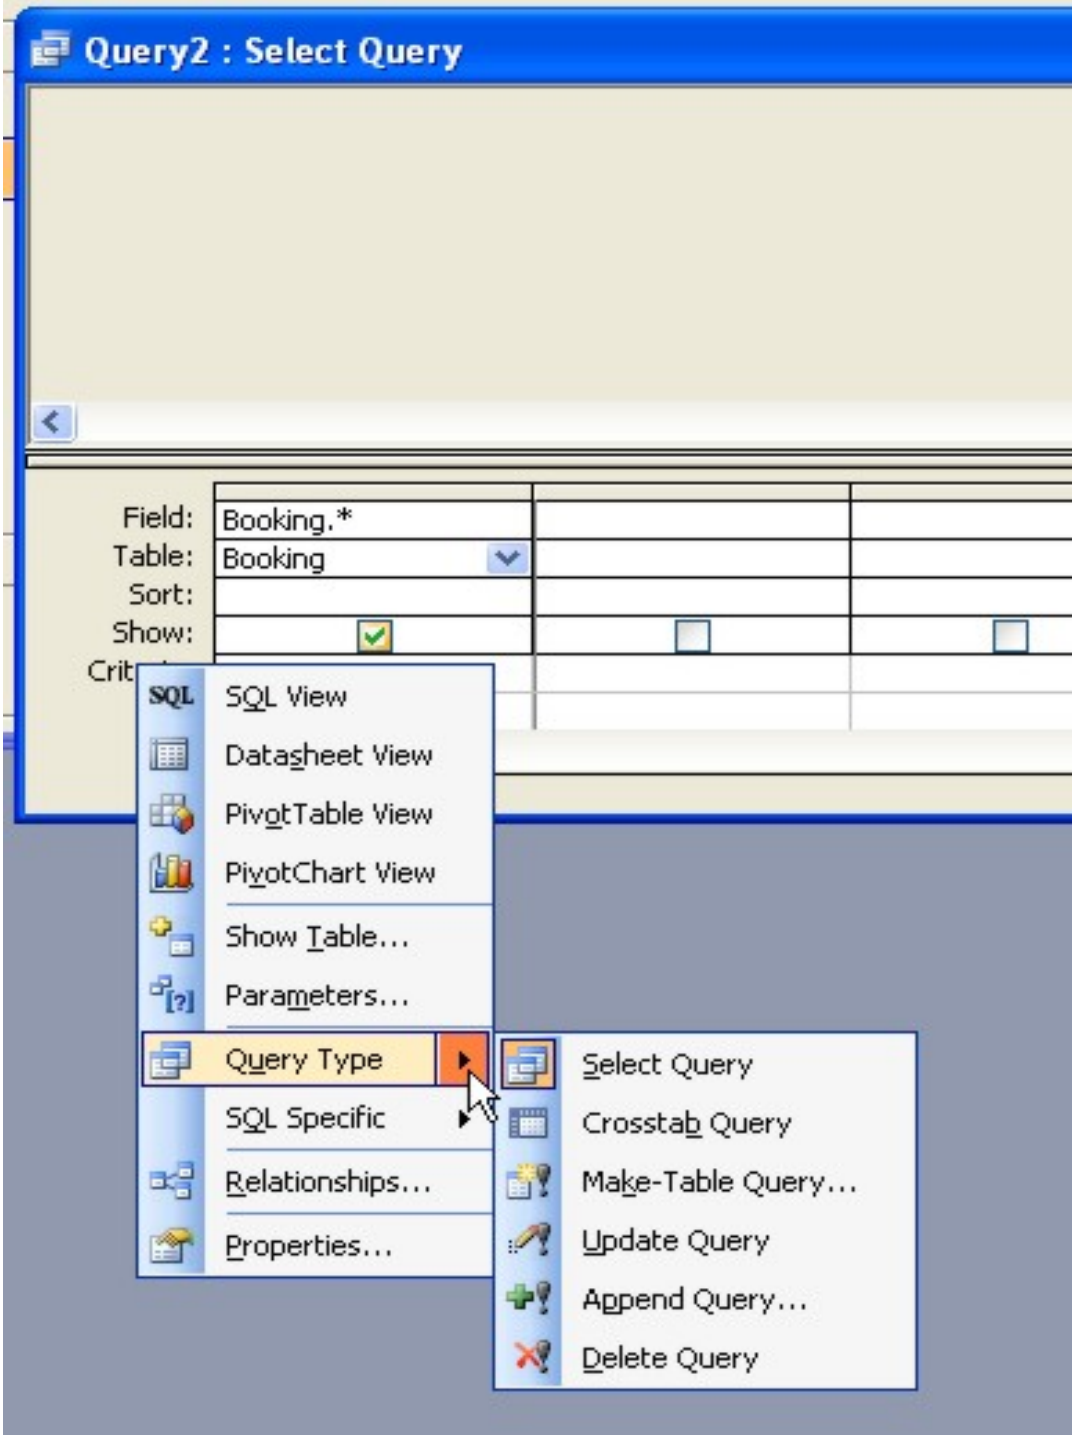 Query2 : Select Query
Field: Booking.*
Table: Booking
Sort:
Show:
Crit
SQL SQL View
Datasheet View
PivotTable View
PivotChart View
Show Table...
[?] Parameters...
Query Type
SQL Specific
Relationships...
Properties...
Select Query
Crosstab Query
Make-Table Query...
Update Query
Append Query...
Delete Query